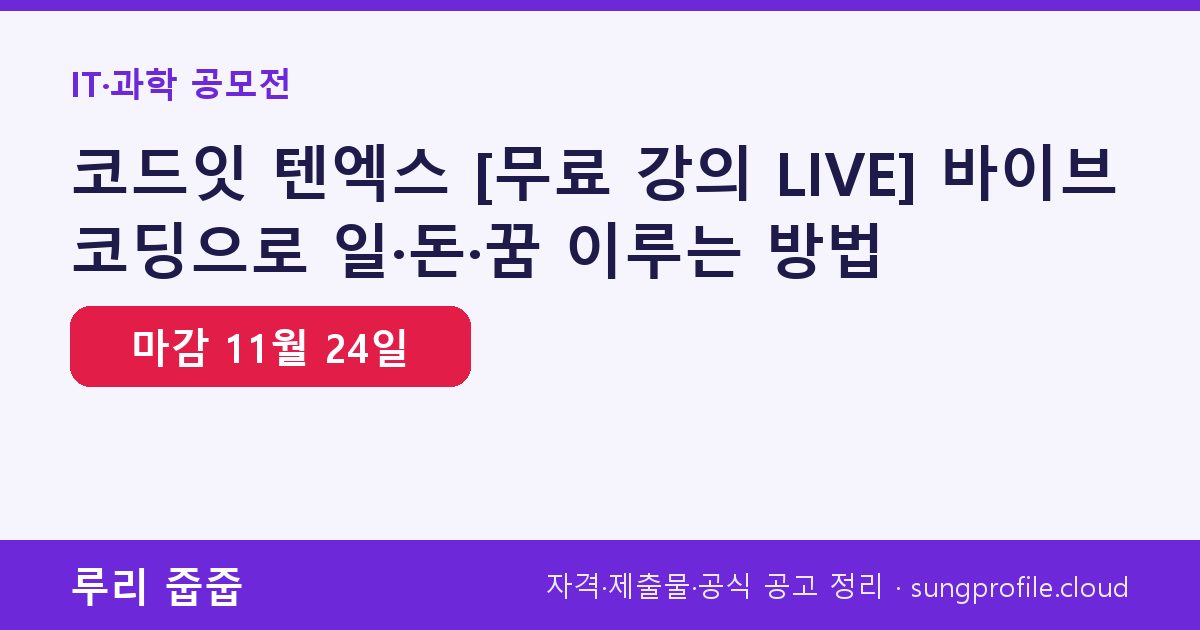 IT·과학 공모전
코드잇 텐엑스 [무료 강의 LIVE] 바이브
코딩으로 일·돈·꿈 이루는 방법
마감 11월 24일
루리 줍줍
자격·제출물·공식 공고 정리 · sungprofile.cloud